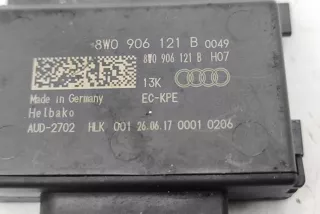 8W0 906 121 B 0049
8W0 906 121 B H07
13K
Made in Germany EC-KPE
Helbako
AUD-2702 HLK 001 26.06.17 0001 0206